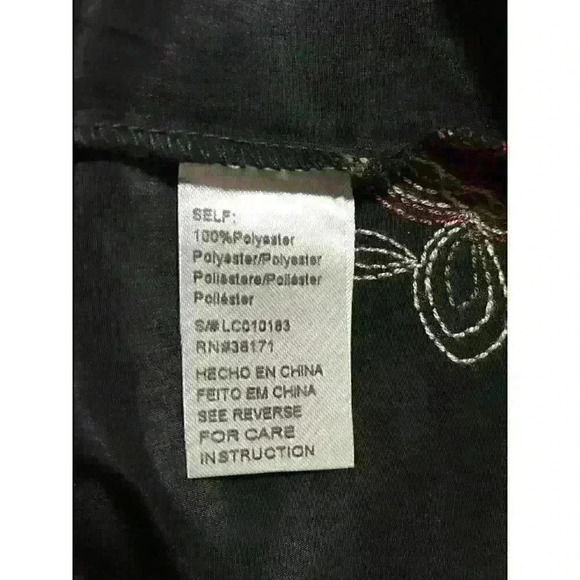 SELF:
100%Polyester
Polyester/Polyester
Poliestere/Poliéster
Poliéster
S/# LC010183
RN#38171
HECHO EN CHINA
FEITO EM CHINA
SEE REVERSE
FOR CARE
INSTRUCTION